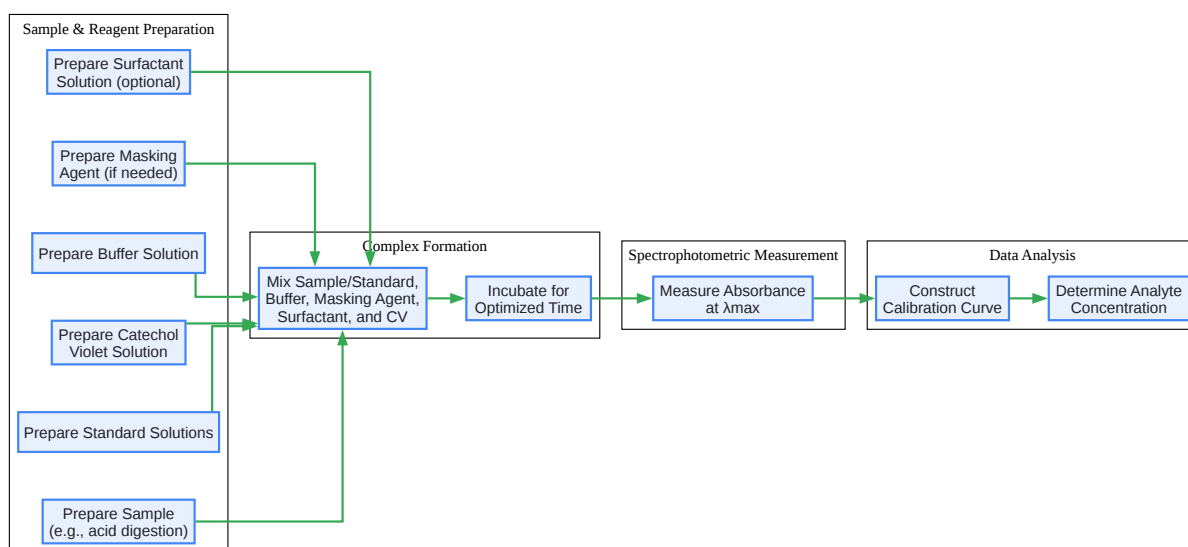 Sample & Reagent Preparation
Prepare Surfactant
Solution (optional)
Prepare Masking
Agent (if needed)
Prepare Buffer Solution
Prepare Catechol
Violet Solution
Prepare Standard Solutions
Prepare Sample
(e.g., acid digestion)
Complex Formation
Mix Sample/Standard,
Buffer, Masking Agent,
Surfactant, and CV
Incubate for
Optimized Time
Spectrophotometric Measurement
Measure Absorbance
at λmax
Data Analysis
Construct
Calibration Curve
Determine Analyte
Concentration